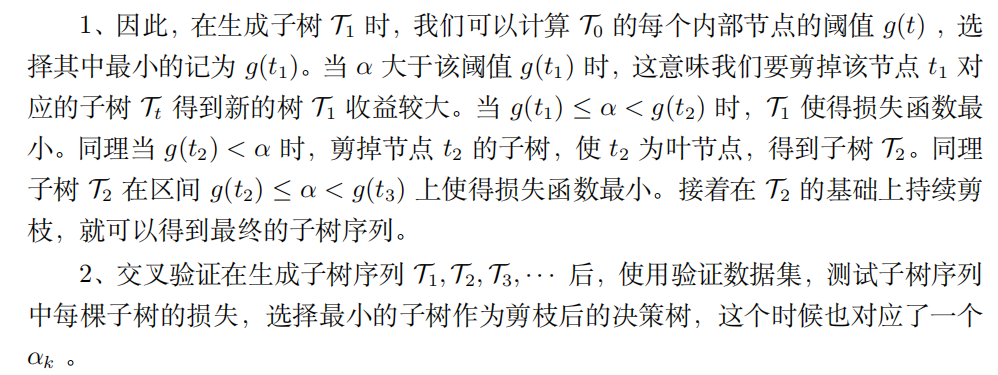 1、因此，在生成子树 𝒯₁ 时，我们可以计算 𝒯₀ 的每个内部节点的阈值 g(t) ，选
择其中最小的记为 g(t₁)。当 α 大于该阈值 g(t₁) 时，这意味我们要剪掉该节点 t₁ 对
应的子树 𝒯ₜ 得到新的树 𝒯₁ 收益较大。当 g(t₁) ≤ α < g(t₂) 时，𝒯₁ 使得损失函数最
小。同理当 g(t₂) < α 时，剪掉节点 t₂ 的子树，使 t₂ 为叶节点，得到子树 𝒯₂。同理
子树 𝒯₂ 在区间 g(t₂) ≤ α < g(t₃) 上使得损失函数最小。接着在 𝒯₂ 的基础上持续剪
枝，就可以得到最终的子树序列。
2、交叉验证在生成子树序列 𝒯₁, 𝒯₂, 𝒯₃, ⋯ 后，使用验证数据集，测试子树序列
中每棵子树的损失，选择最小的子树作为剪枝后的决策树，这个时候也对应了一个
αₖ 。